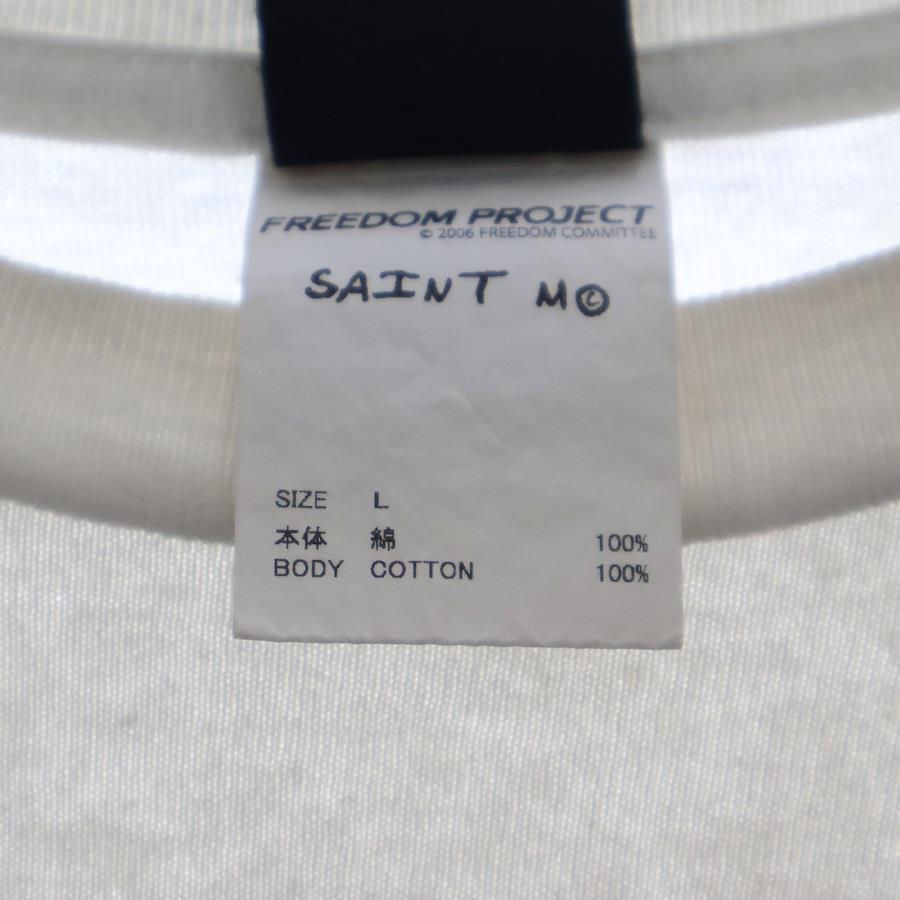 FREEDOM PROJECT
© 2006 FREEDOM COMMITTEE
SAINT M©
SIZE L
本体 綿 100%
BODY COTTON 100%